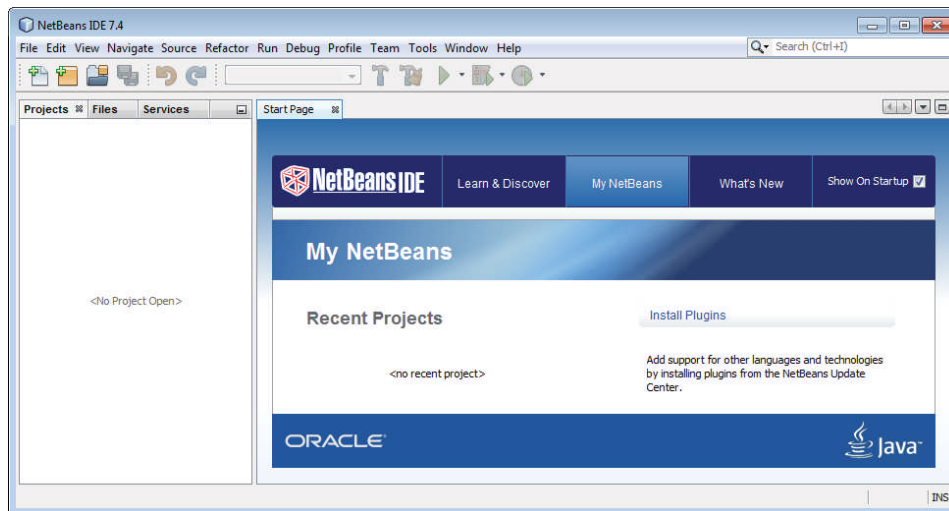 NetBeans IDE 7.4
File Edit View Navigate Source Refactor Run Debug Profile Team Tools Window Help
Search (Ctrl+I)
Projects Files Services
Start Page
NetBeans IDE
Learn & Discover
My NetBeans
What's New
Show On Startup
My NetBeans
Recent Projects
<no recent project>
Install Plugins
Add support for other languages and technologies
by installing plugins from the NetBeans Update
Center.
<No Project Open>
ORACLE
Java
INS